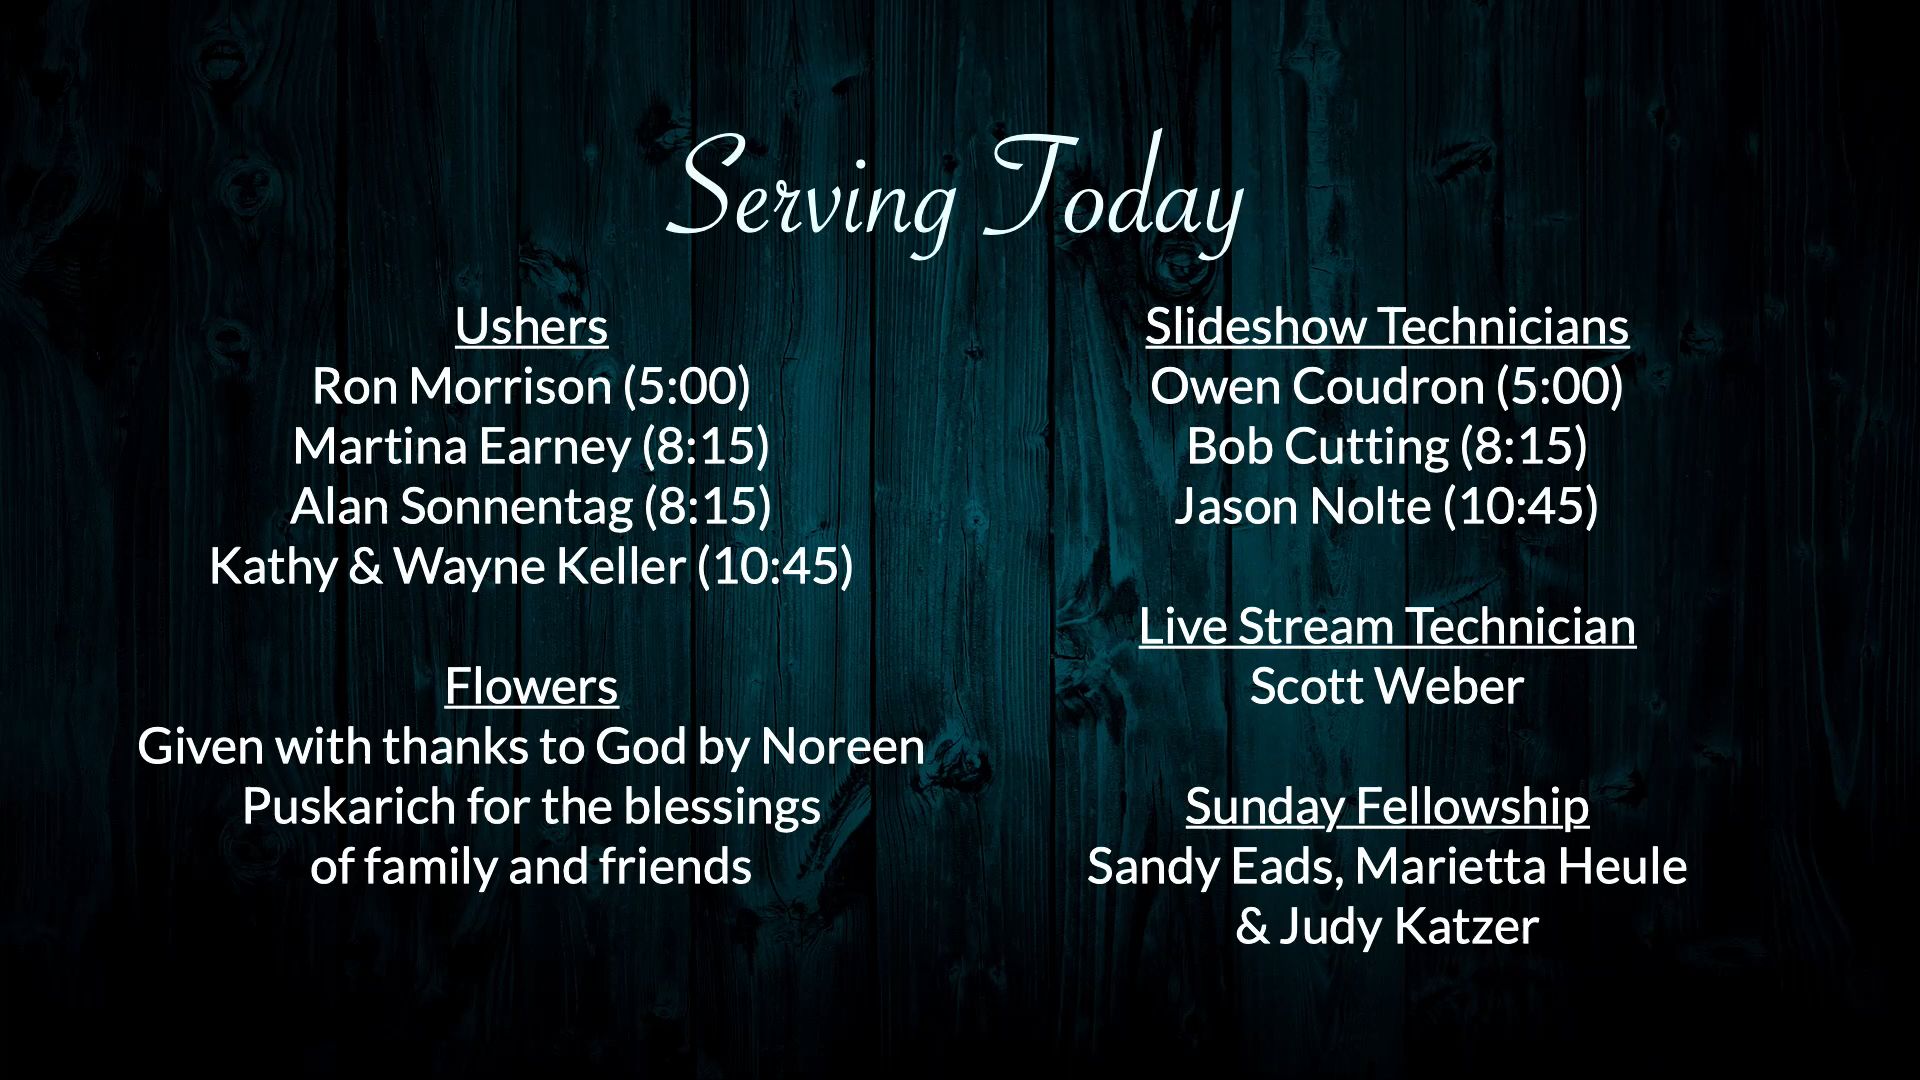 Serving Today
Ushers
Ron Morrison (5:00)
Martina Earney (8:15)
Alan Sonnentag (8:15)
Kathy & Wayne Keller (10:45)
Flowers
Given with thanks to God by Noreen
Puskarich for the blessings
of family and friends
Slideshow Technicians
Owen Coudron (5:00)
Bob Cutting (8:15)
Jason Nolte (10:45)
Live Stream Technician
Scott Weber
Sunday Fellowship
Sandy Eads, Marietta Heule
& Judy Katzer